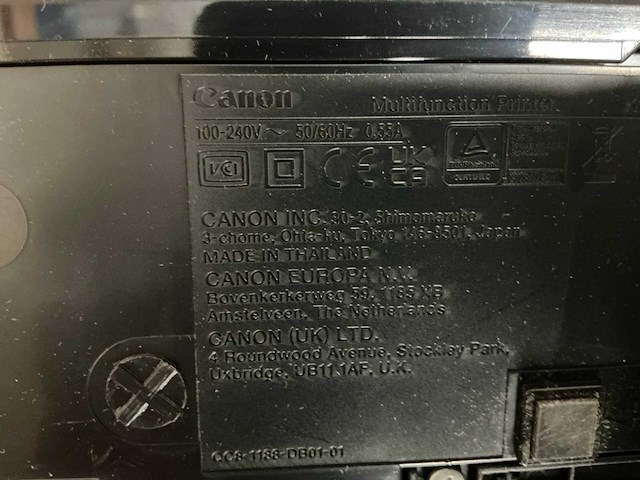 Canon
Multifunction Printer
100-240V ~ 50/60Hz 0.55A
VCI
CE
UK
CA
CERTIFIED
CANON INC. 30-2, Shimomaruko
3-chome, Ohta-ku, Tokyo 146-8501, Japan
MADE IN THAILAND
CANON EUROPA N.V.
Bovenkerkerweg 59, 1185 XB
Amstelveen, The Netherlands
CANON (UK) LTD.
4 Roundwood Avenue, Stockley Park,
Uxbridge, UB11 1AF, U.K.
QC8-1188-DB01-01